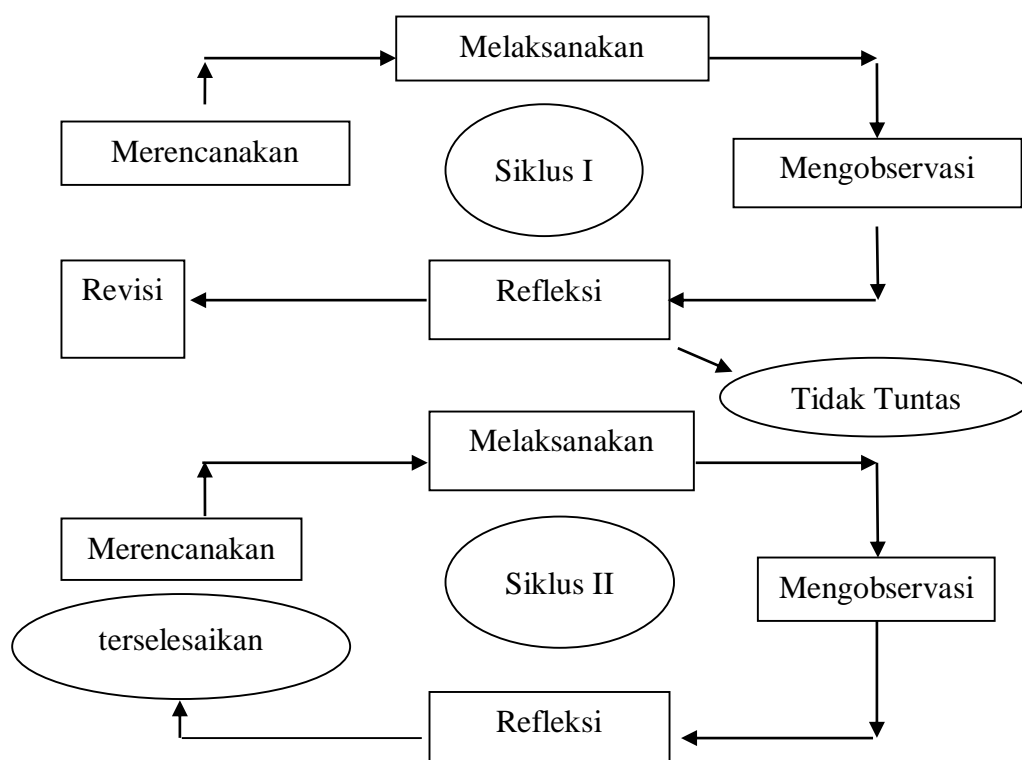 Melaksanakan
Merencanakan
Siklus I
Mengobservasi
Revisi
Refleksi
Tidak Tuntas
Melaksanakan
Merencanakan
Siklus II
Mengobservasi
terselesaikan
Refleksi